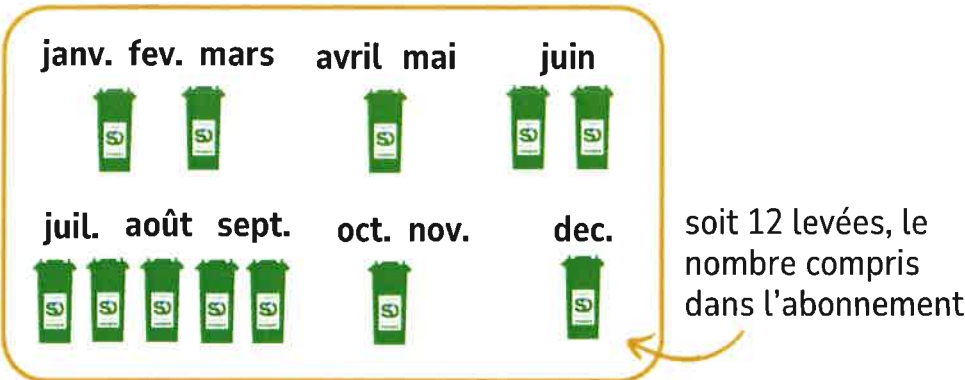 janv. fev. mars avril mai juin
juil. août sept. oct. nov. dec.
soit 12 levées, le
nombre compris
dans l'abonnement